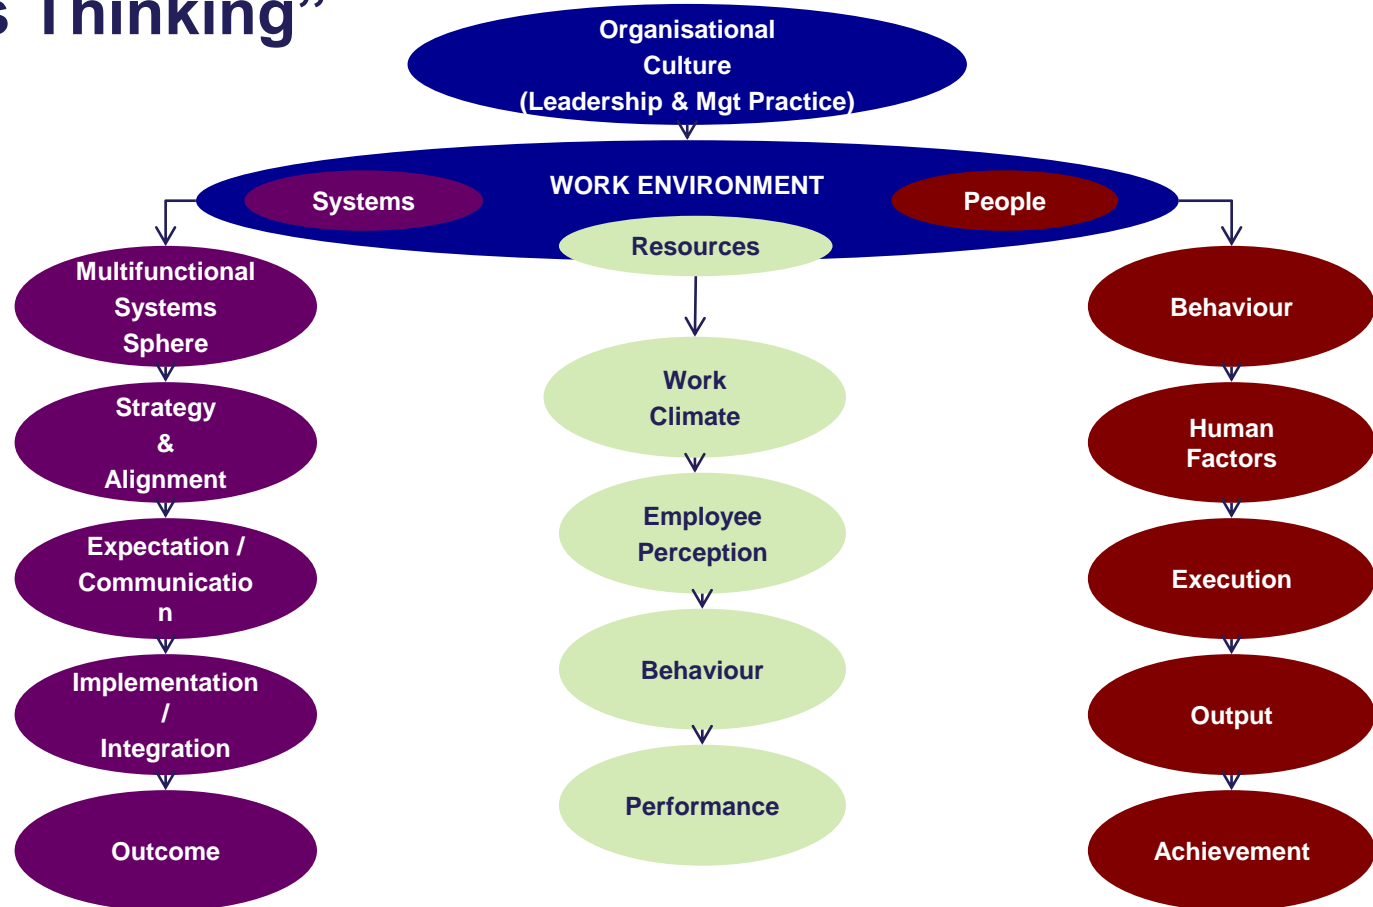 s Thinking”
Organisational
Culture
(Leadership & Mgt Practice)
WORK ENVIRONMENT
Systems
People
Resources
Multifunctional
Systems
Sphere
Strategy
&
Alignment
Expectation /
Communicatio
n
Implementation
/
Integration
Outcome
Work
Climate
Employee
Perception
Behaviour
Performance
Behaviour
Human
Factors
Execution
Output
Achievement